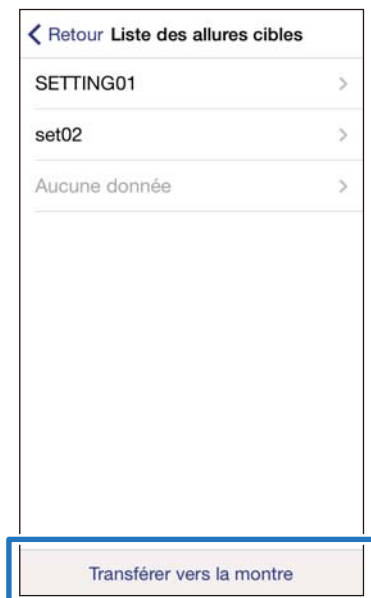 Retour Liste des allures cibles
SETTING01
set02
Aucune donnée
Transférer vers la montre